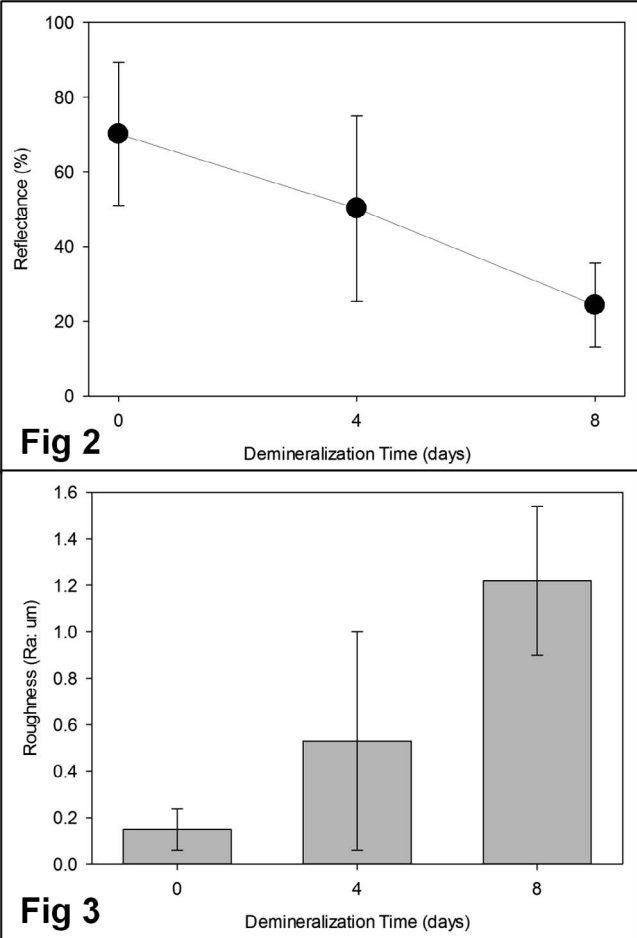 100
80
60
40
20
0
Reflectance (%)
0 4 8
Demineralization Time (days)
Fig 2
1.6
1.4
1.2
1.0
0.8
0.6
0.4
0.2
0.0
Roughness (Ra: um)
0 4 8
Demineralization Time (days)
Fig 3